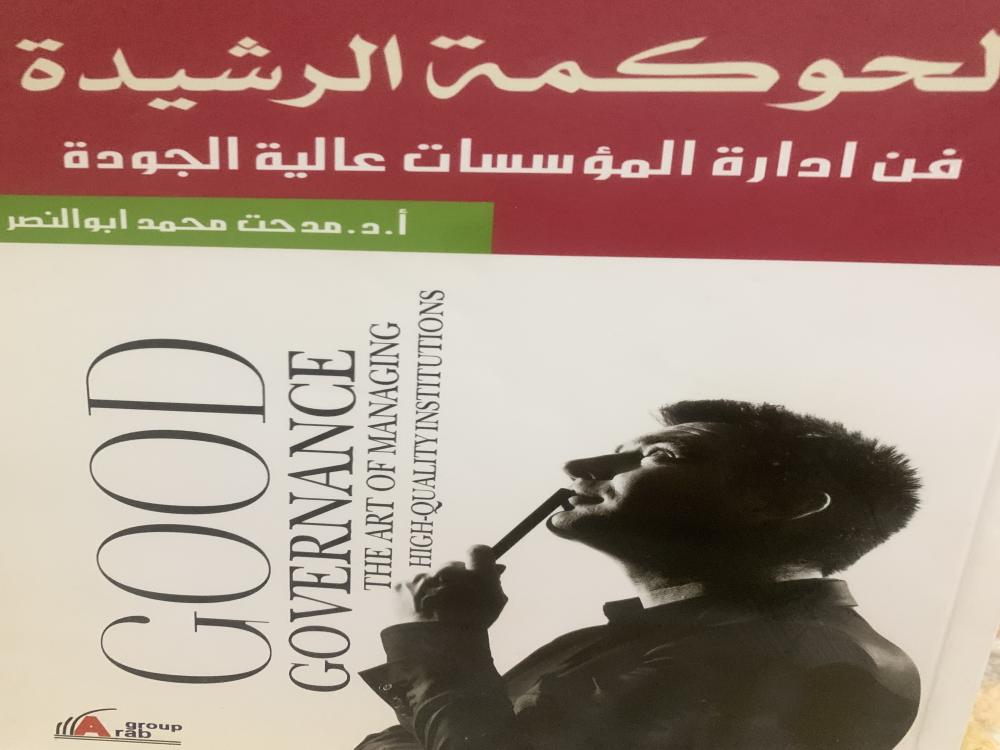 لحوكمة الرشيدة
فن ادارة المؤسسات عالية الجودة
أ.د.مدحت محمد ابوالنصر
GOOD
GOVERNANCE
THE ART OF MANAGING
HIGH-QUALITY INSTITUTIONS
Arab group